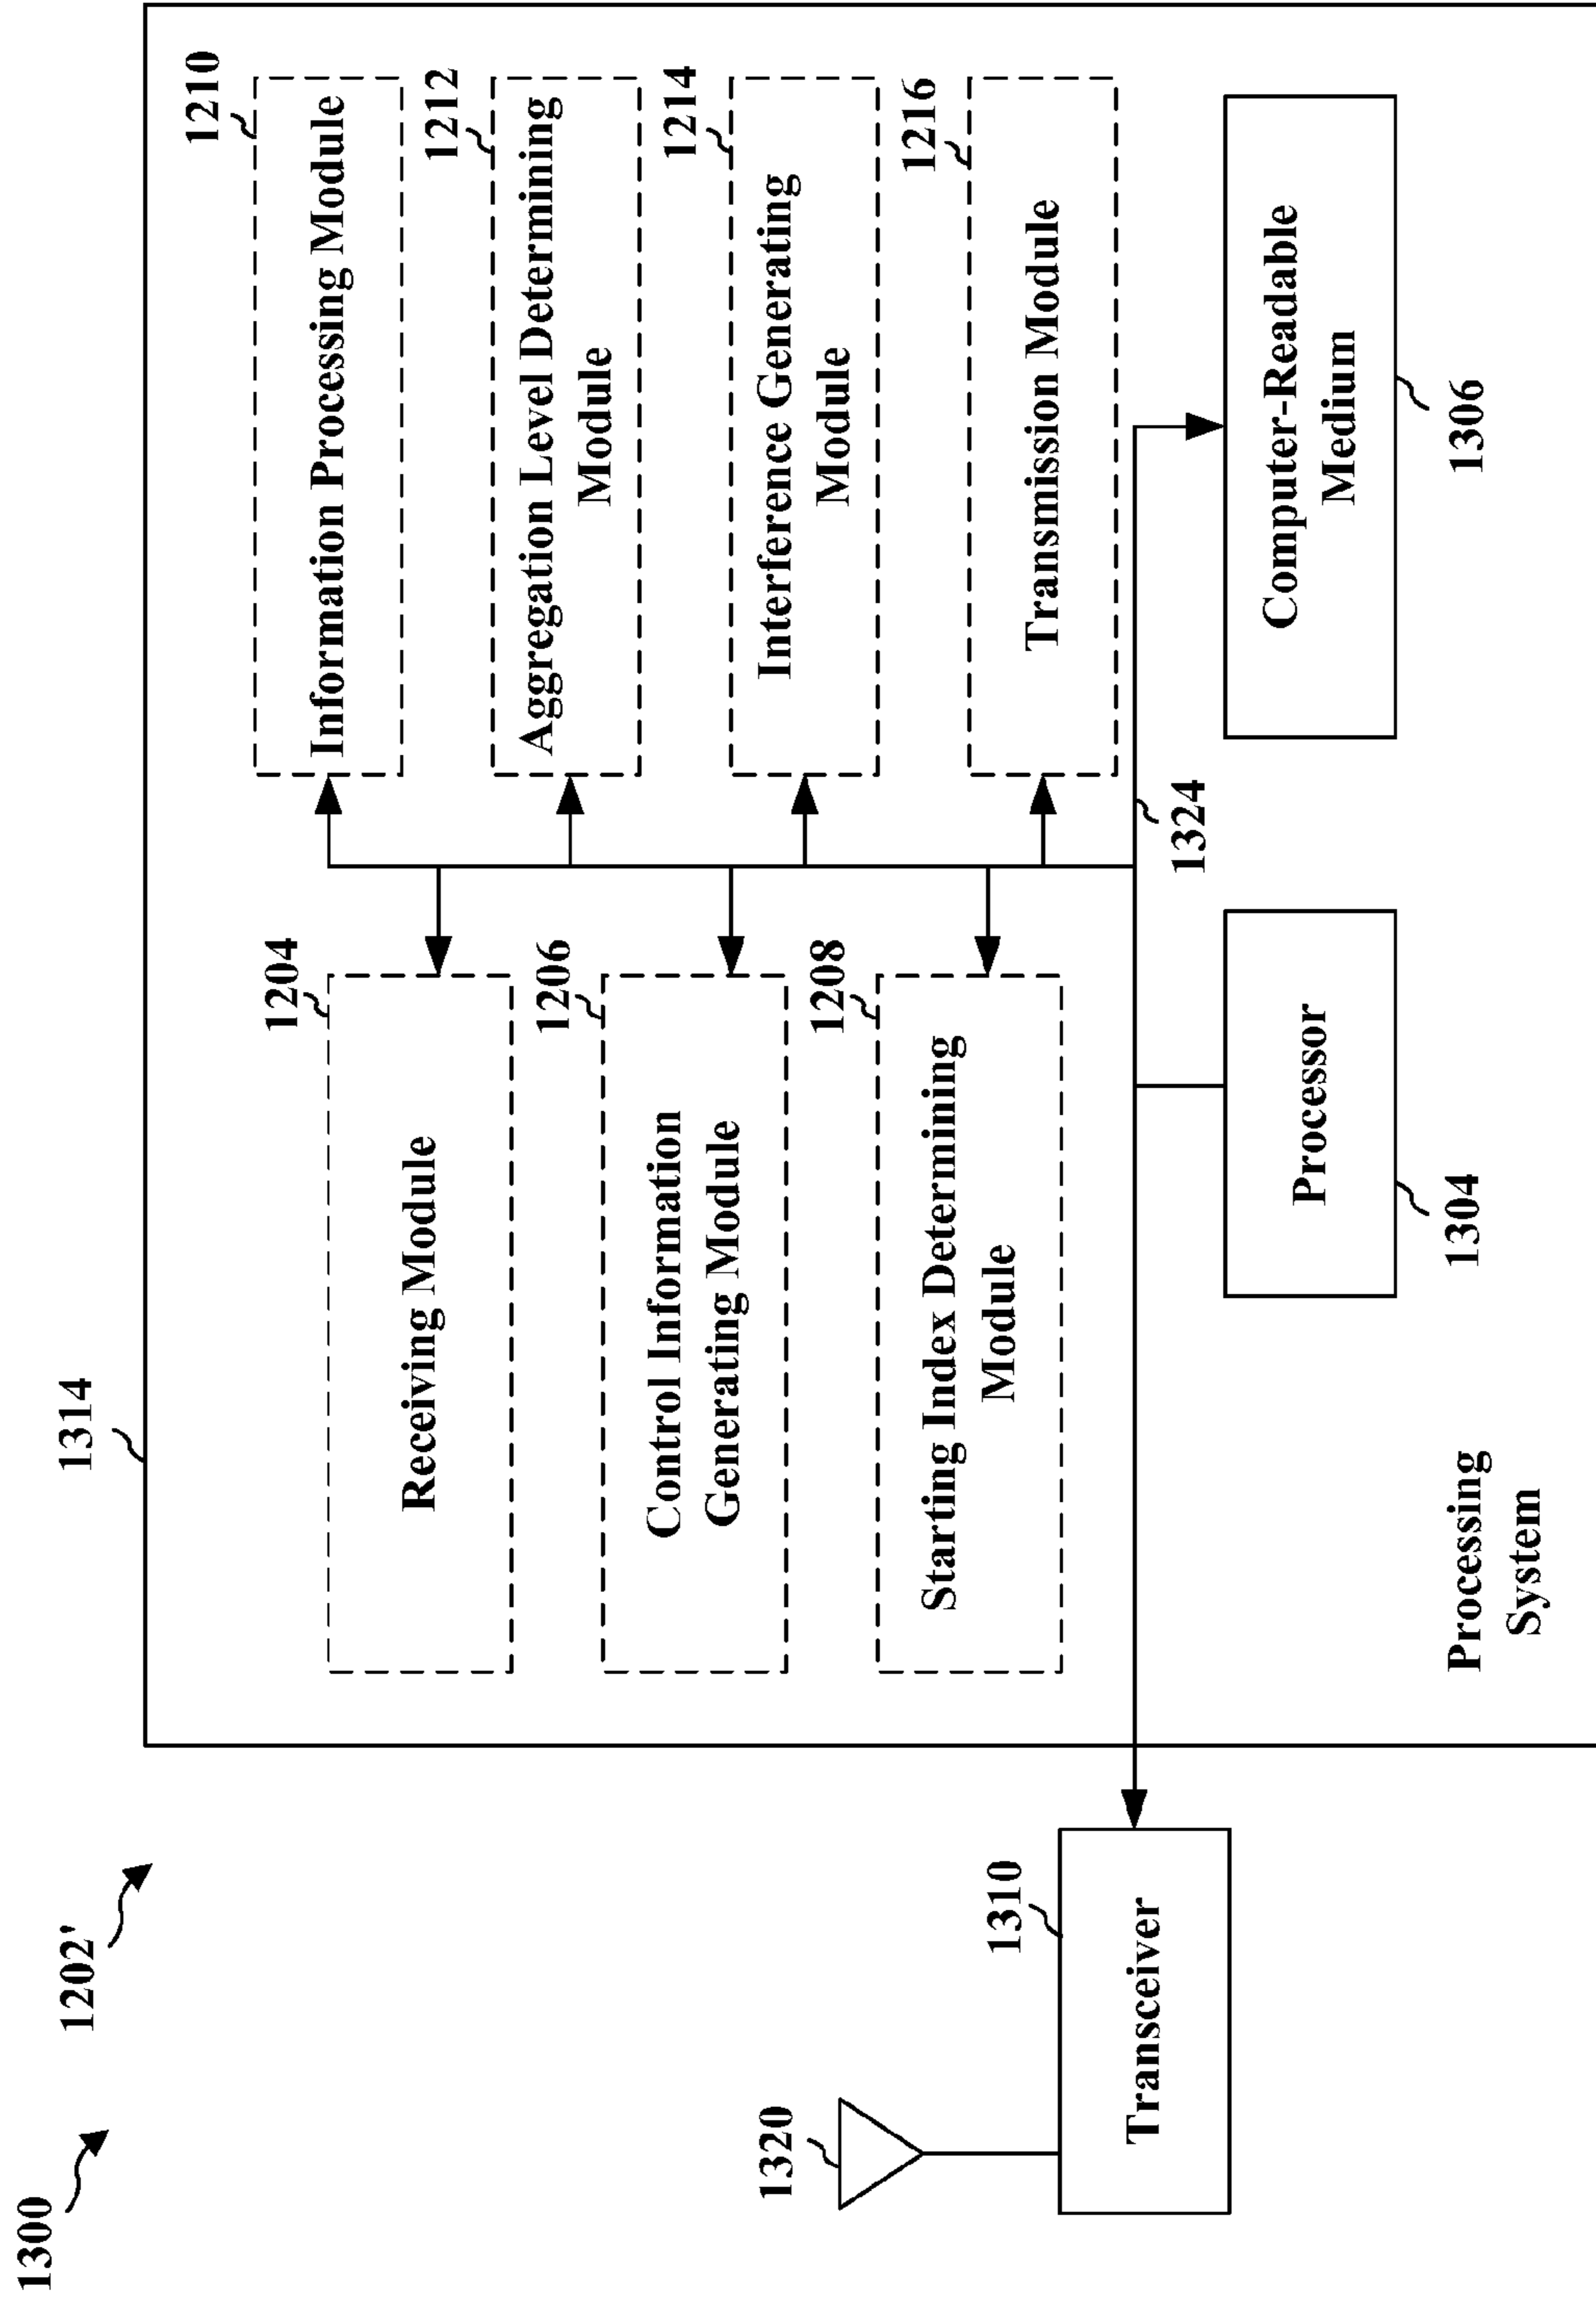 1300
1202'
1314
1204
Receiving Module
1206
Control Information
Generating Module
1208
Starting Index Determining
Module
1210
Information Processing Module
1212
Aggregation Level Determining
Module
1214
Interference Generating
Module
1216
Transmission Module
1320
1310
Transceiver
1324
Processor
1304
Computer-Readable
Medium
1306
Processing
System